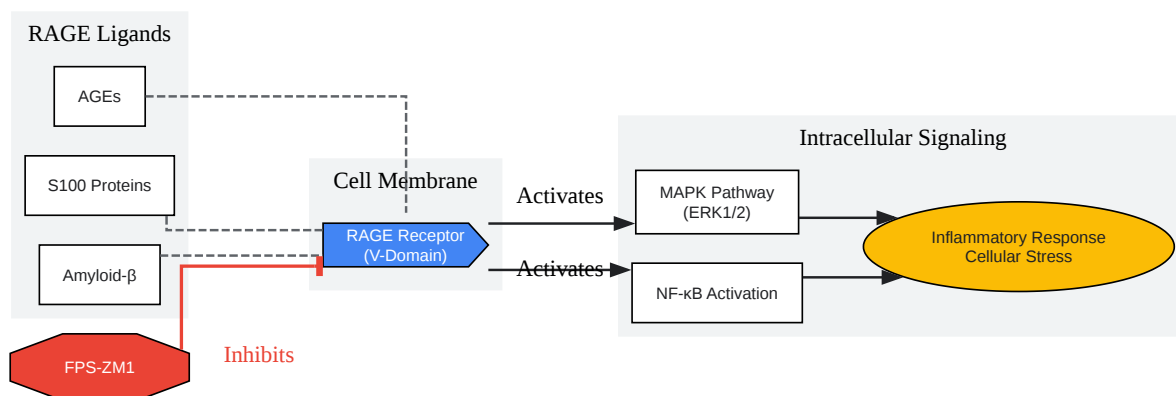 RAGE Ligands
AGEs
S100 Proteins
Amyloid-β
FPS-ZM1
Inhibits
Cell Membrane
RAGE Receptor
(V-Domain)
Activates
Activates
Intracellular Signaling
MAPK Pathway
(ERK1/2)
NF-κB Activation
Inflammatory Response
Cellular Stress